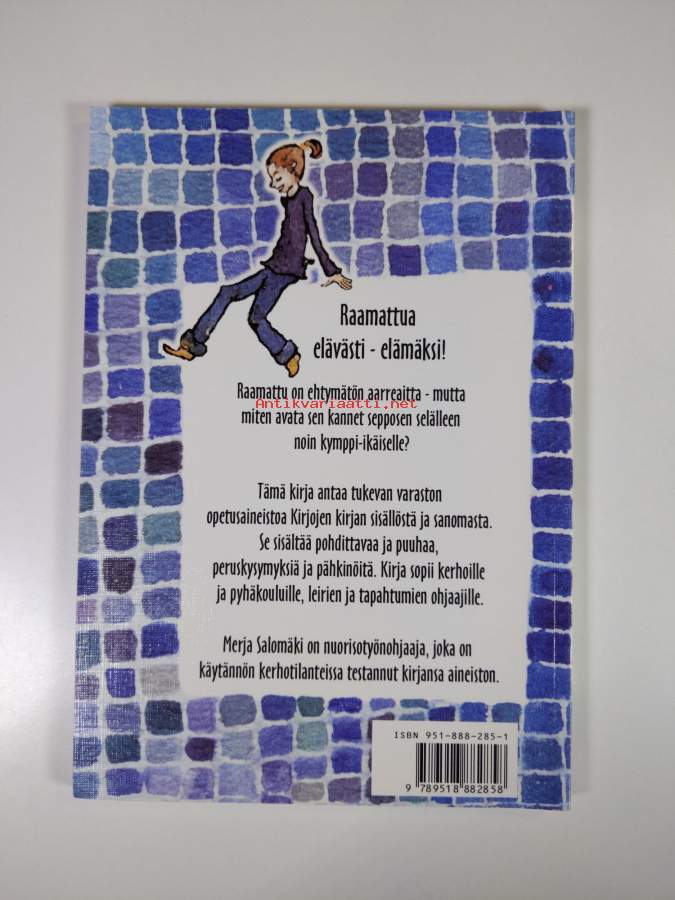 Raamattua
elävästi - elämäksi!
Raamattu on ehtymätön aarreaitta - mutta
Antikvariaatti.net
miten avata sen kannet sepposen selälleen
noin kymppi-ikäiselle?
Tämä kirja antaa tukevan varaston
opetusaineistoa Kirjojen kirjan sisällöstä ja sanomasta.
Se sisältää pohdittavaa ja puuhaa,
peruskysymyksiä ja pähkinöitä. Kirja sopii kerhoille
ja pyhäkouluille, leirien ja tapahtumien ohjaajille.
Merja Salomäki on nuorisotyönohjaaja, joka on
käytännön kerhotilanteissa testannut kirjansa aineiston.
ISBN 951-888-285-1
9 789518 882858